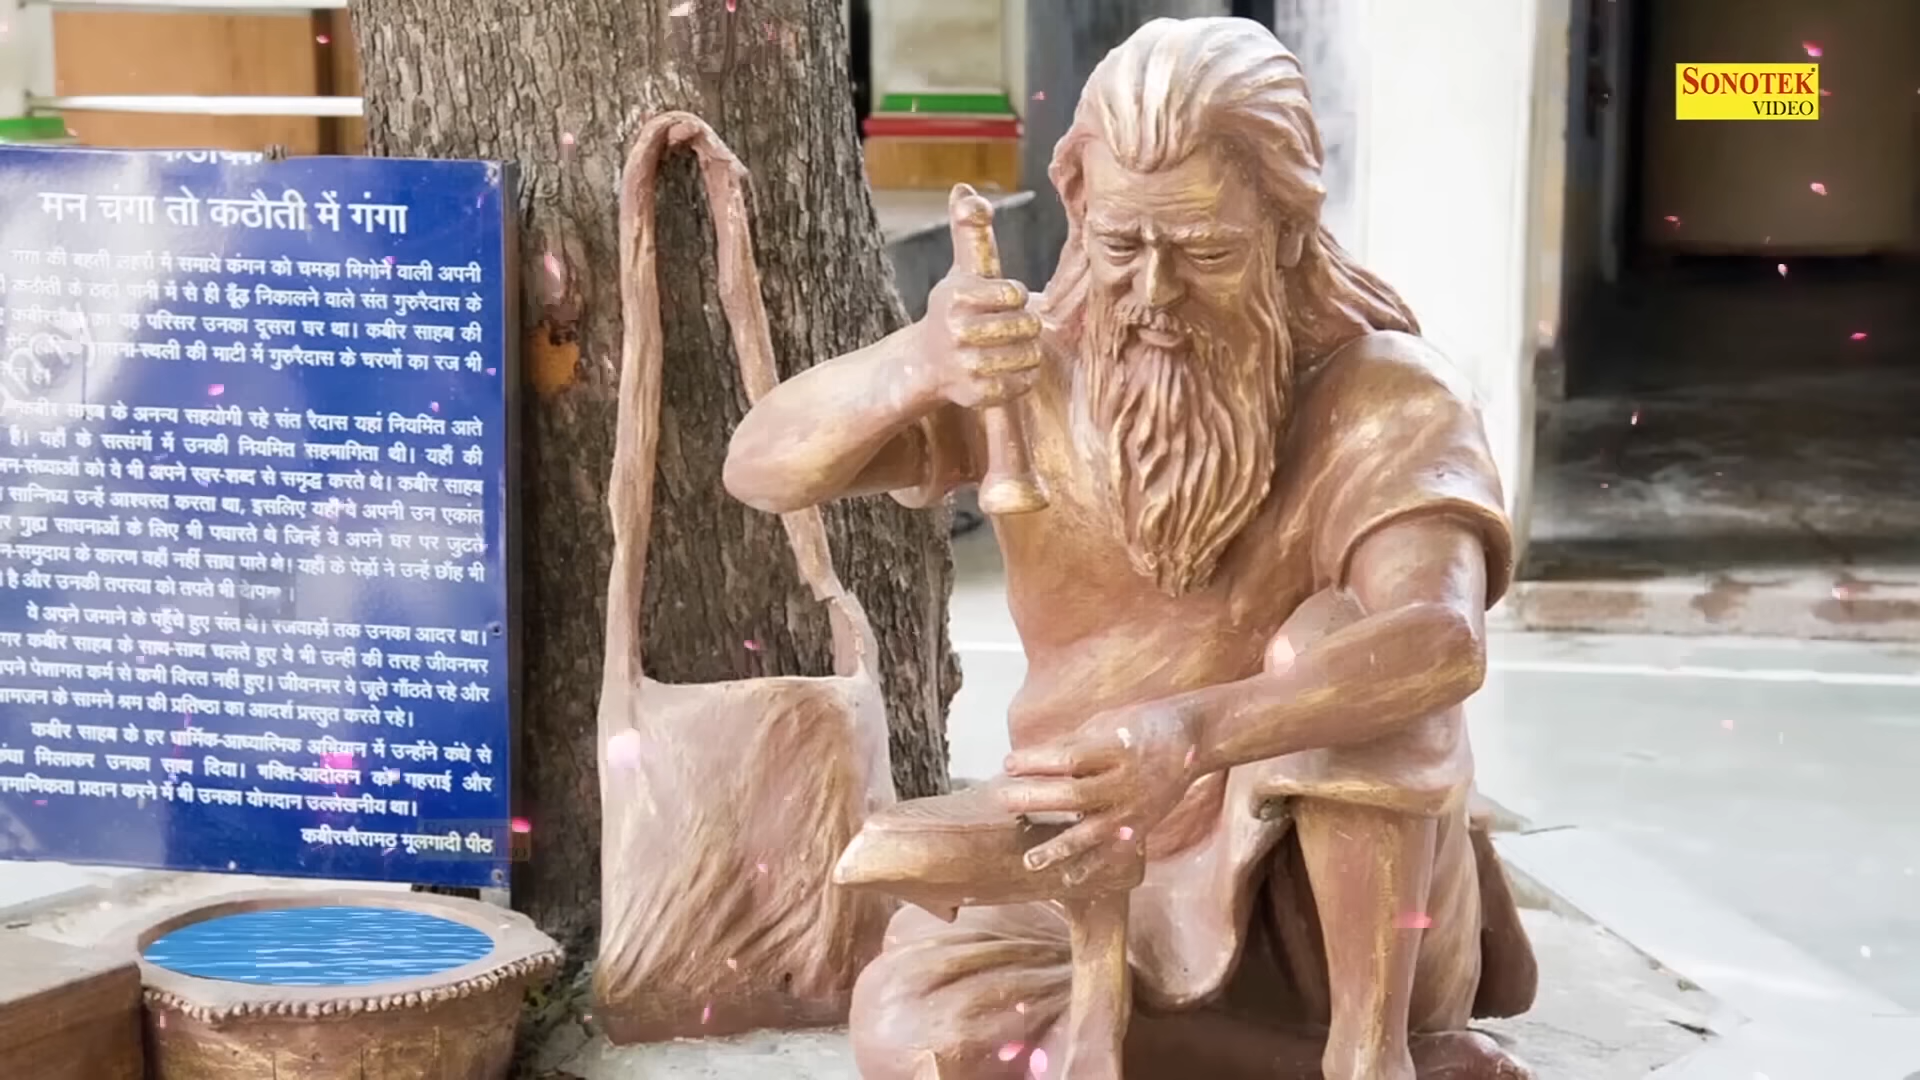 SONOTEK
VIDEO
मन चंगा तो कठौती में गंगा
की बहती लहरों में समाये कंगन को चमड़ा भिगोने वाली अपनी
कठौती के ठहरे पानी में से ही ढूँढ़ निकालने वाले संत गुरुरैदास के
का यह परिसर उनका दूसरा घर था। कबीर साहब की
की माटी में गुरुरैदास के चरणों का रज भी
है।
कबीर साहब के अनन्य सहयोगी रहे संत रैदास यहां नियमित आते
हैं। यहाँ के सत्संगों में उनकी नियमित सहभागिता थी। यहाँ की
को वे भी अपने स्वर-शब्द से समृद्ध करते थे। कबीर साहब
सान्निध्य उन्हें आश्वस्त करता था, इसलिए यहाँ वे अपनी उन एकांत
गुह्य साधनाओं के लिए भी पधारते थे जिन्हें वे अपने घर पर जुटते
के कारण वहाँ नहीं साध पाते थे। यहाँ के पेड़ों ने उन्हें छाँह भी
है और उनकी तपस्या को तपते भी
वे अपने जमाने के पहुँचे हुए संत थे। रजवाड़ों तक उनका आदर था।
मगर कबीर साहब के साथ-साथ चलते हुए वे भी उन्हीं की तरह जीवनभर
अपने पेशागत कर्म से कभी विरत नहीं हुए। जीवनभर वे जूते गाँठते रहे और
आमजन के सामने श्रम की प्रतिष्ठा का आदर्श प्रस्तुत करते रहे।
कबीर साहब के हर धार्मिक-आध्यात्मिक अभियान में उन्होंने कंधे से
कंधा मिलाकर उनका साथ दिया। भक्ति-आंदोलन को गहराई और
प्रामाणिकता प्रदान करने में भी उनका योगदान उल्लेखनीय था।
कबीरचौरामठ मूलगादी पीठ